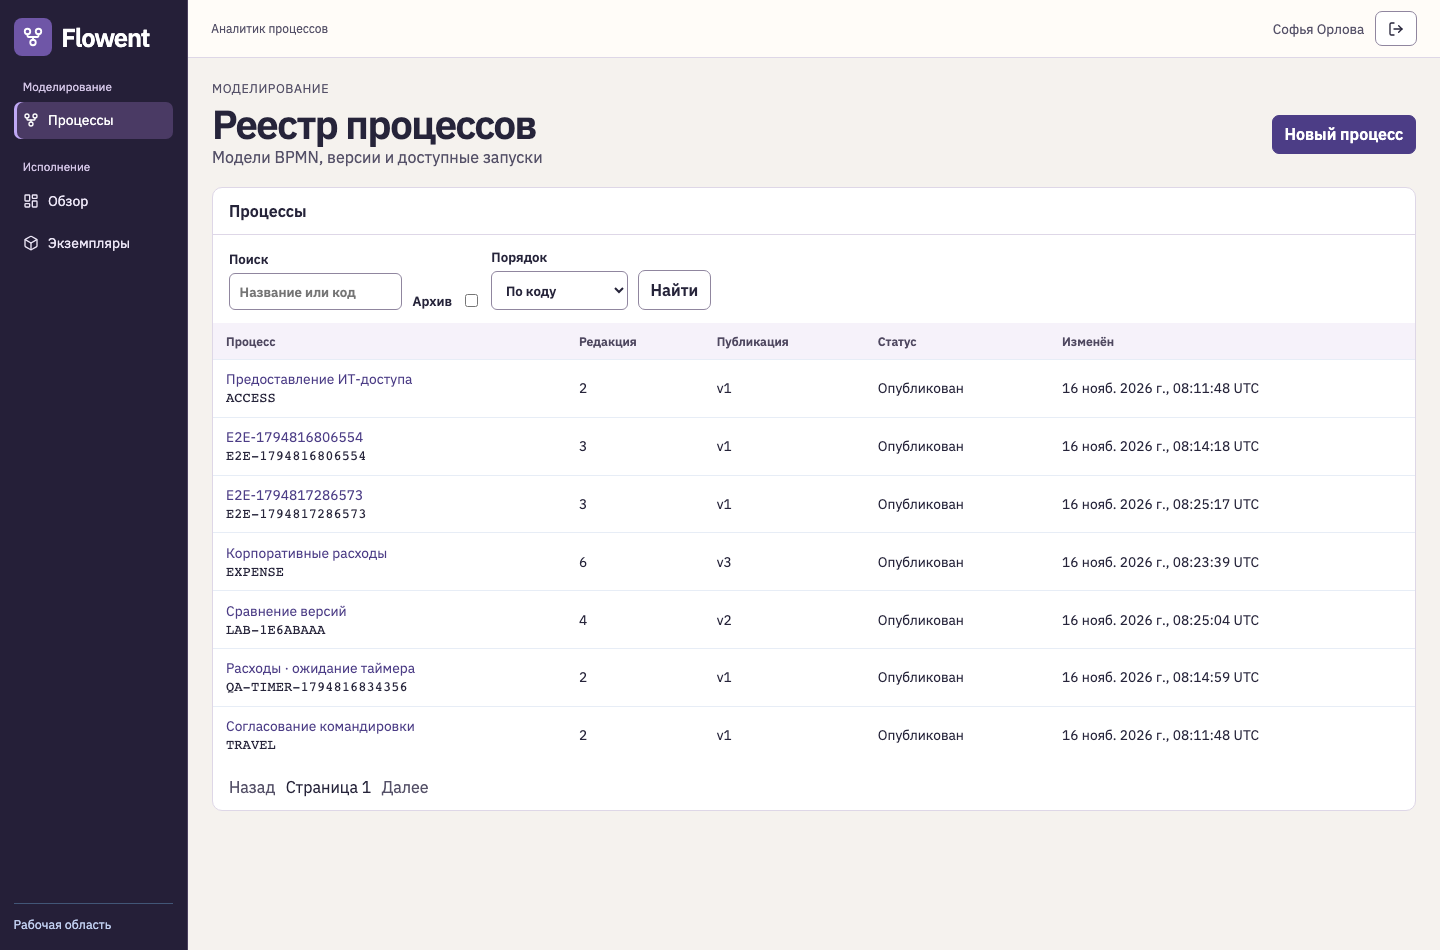 Flowent
Моделирование
Процессы
Исполнение
Обзор
Экземпляры
Рабочая область
Аналитик процессов
Софья Орлова
МОДЕЛИРОВАНИЕ
Реестр процессов
Модели BPMN, версии и доступные запуски
Новый процесс
Процессы
Поиск
Название или код
Архив
Порядок
По коду
Найти
Процесс Редакция Публикация Статус Изменён
Предоставление ИТ-доступа
ACCESS
2 v1 Опубликован 16 нояб. 2026 г., 08:11:48 UTC
E2E-1794816806554
E2E-1794816806554
3 v1 Опубликован 16 нояб. 2026 г., 08:14:18 UTC
E2E-1794817286573
E2E-1794817286573
3 v1 Опубликован 16 нояб. 2026 г., 08:25:17 UTC
Корпоративные расходы
EXPENSE
6 v3 Опубликован 16 нояб. 2026 г., 08:23:39 UTC
Сравнение версий
LAB-1E6ABAAA
4 v2 Опубликован 16 нояб. 2026 г., 08:25:04 UTC
Расходы · ожидание таймера
QA-TIMER-1794816834356
2 v1 Опубликован 16 нояб. 2026 г., 08:14:59 UTC
Согласование командировки
TRAVEL
2 v1 Опубликован 16 нояб. 2026 г., 08:11:48 UTC
Назад Страница 1 Далее